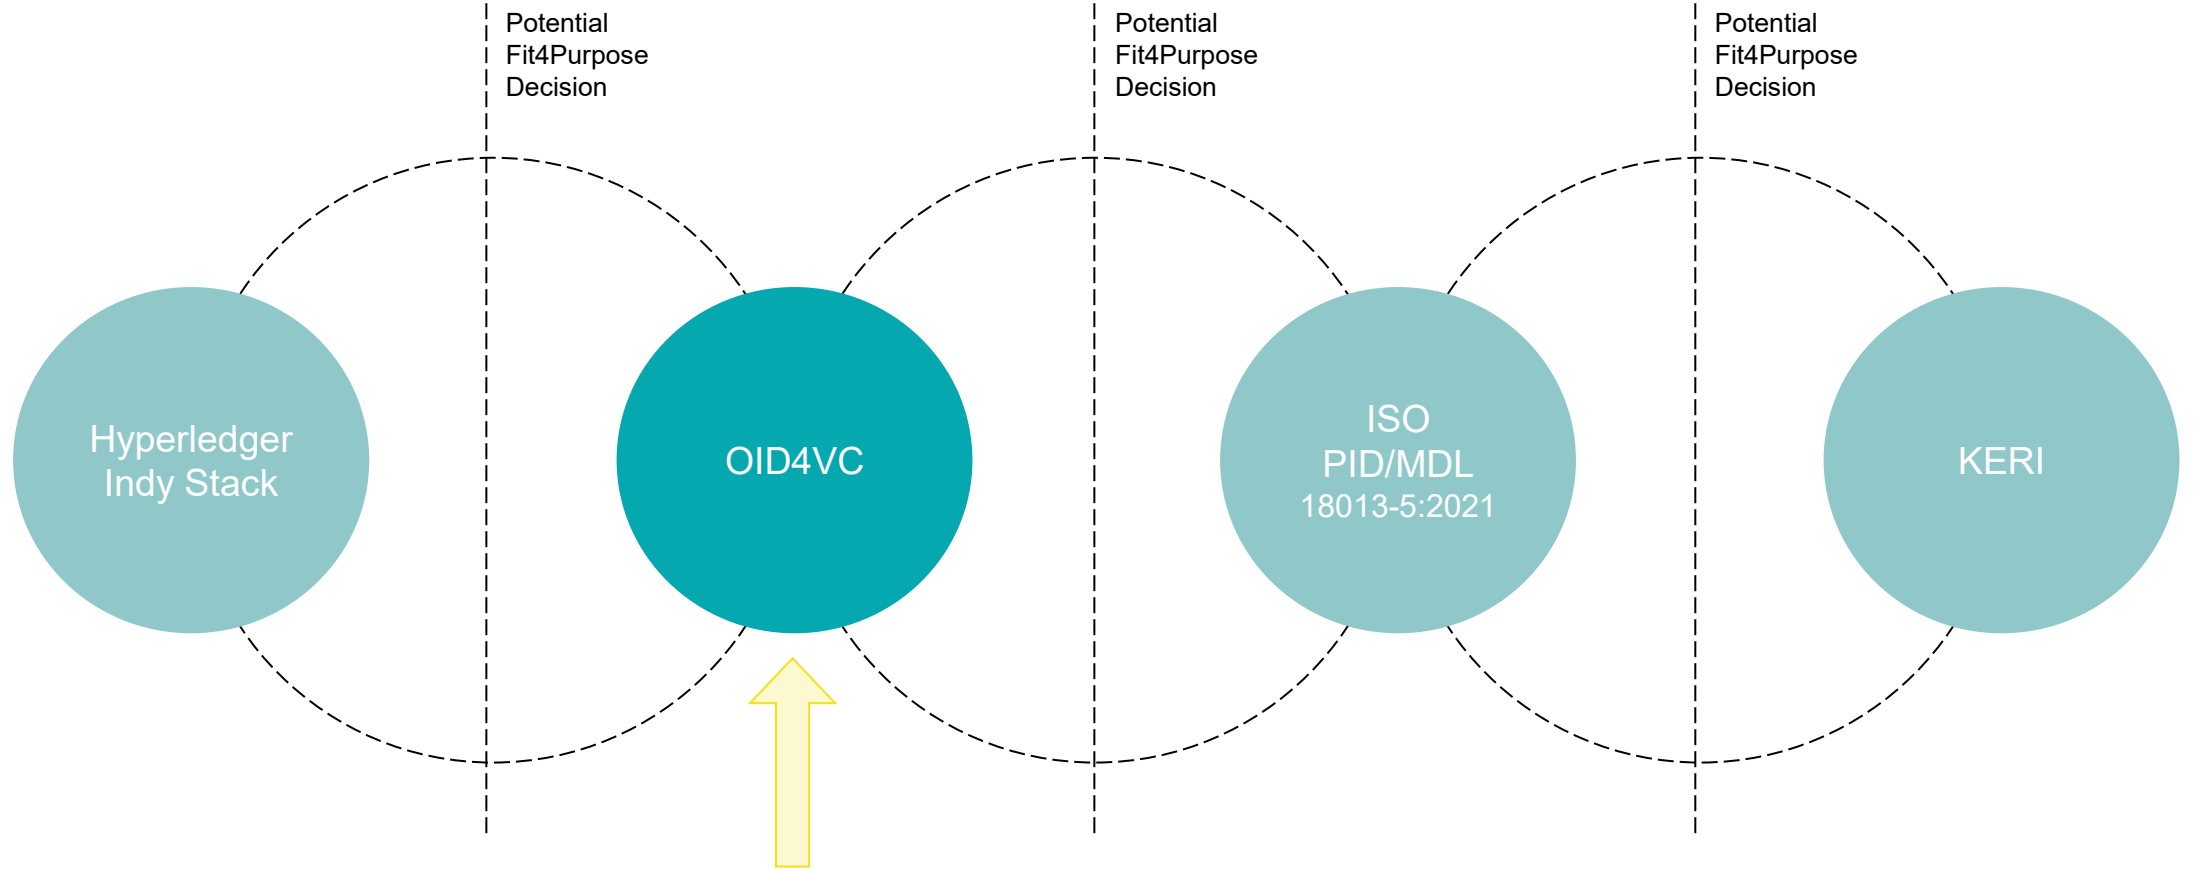 Potential
Fit4Purpose
Decision
Potential
Fit4Purpose
Decision
Potential
Fit4Purpose
Decision
Hyperledger
Indy Stack
OID4VC
ISO
PID/MDL
18013-5:2021
KERI